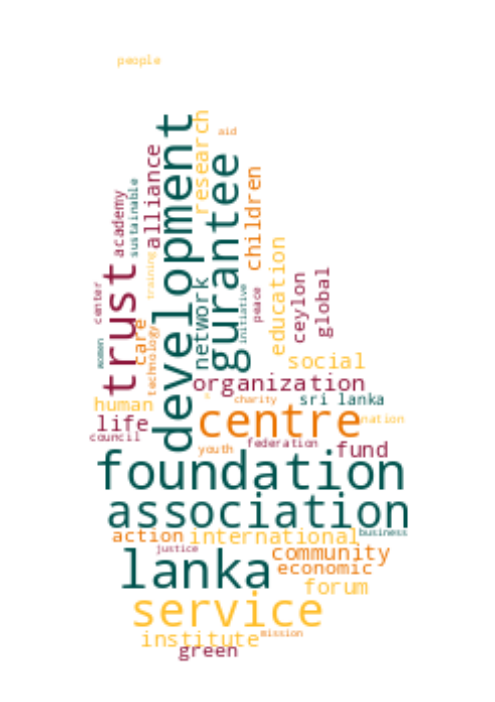 people
development
research
aid
gurantee
alliance
children
academy
sustainable
trust
training
education
ceylon
global
center
network
initiative
peace
care
technology
women
social
organization
human
charity
sri lanka
life
centre
nation
council
federation
youth
fund
foundation
association
action
international
business
justice
community
lanka
economic
forum
service
institute
mission
green